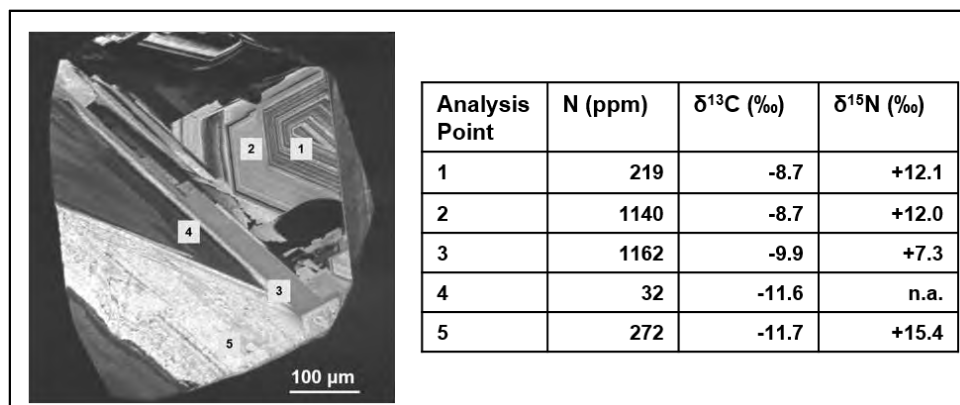 2
1
4
3
5
100 µm
Analysis Point N (ppm) δ¹³C (‰) δ¹⁵N (‰)
1 219 -8.7 +12.1
2 1140 -8.7 +12.0
3 1162 -9.9 +7.3
4 32 -11.6 n.a.
5 272 -11.7 +15.4